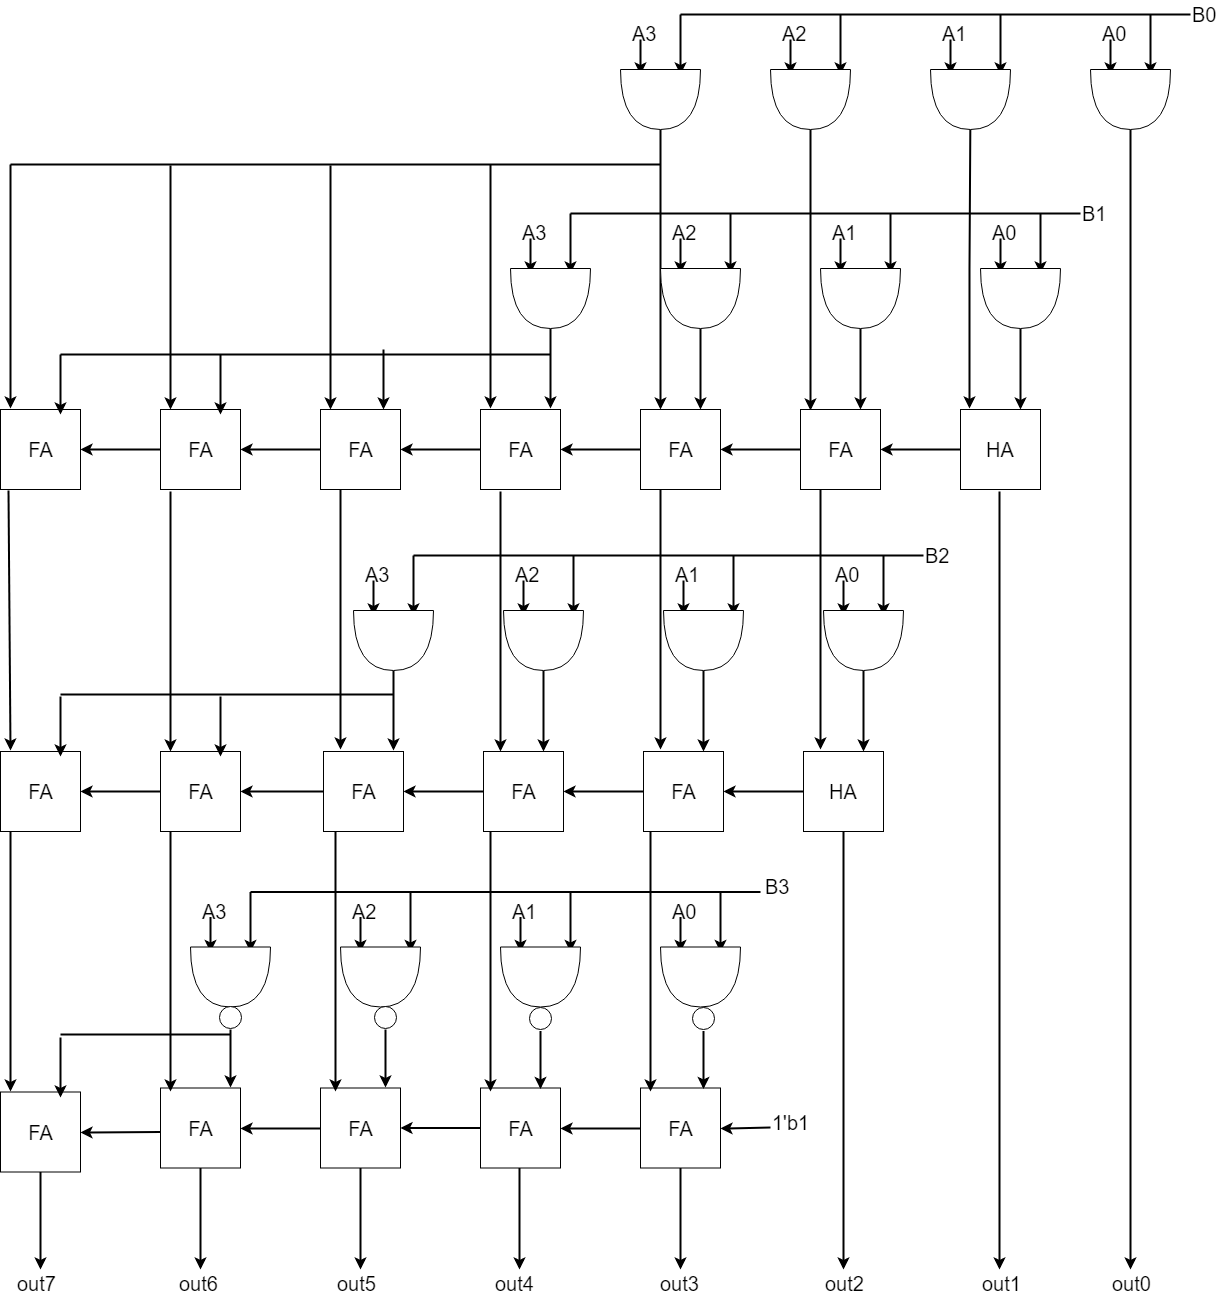 B0
A3 A2 A1 A0
B1
A3 A2 A1 A0
FA FA FA FA FA FA HA
B2
A3 A2 A1 A0
FA FA FA FA FA HA
B3
A3 A2 A1 A0
FA FA FA FA FA 1'b1
out7 out6 out5 out4 out3 out2 out1 out0